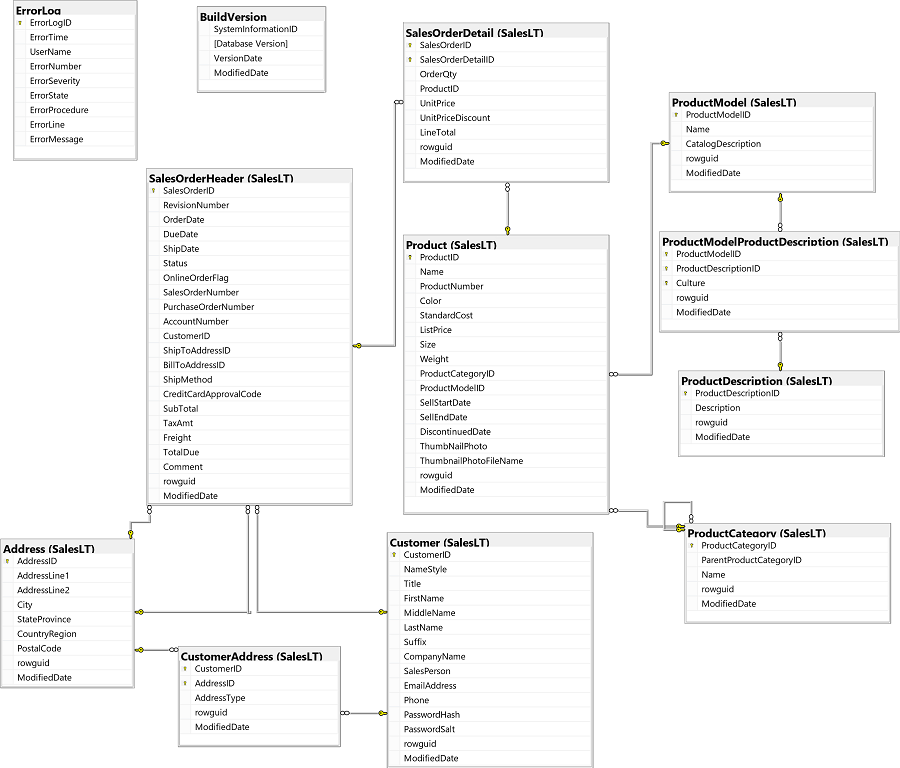 ErrorLog
ErrorLogID
ErrorTime
UserName
ErrorNumber
ErrorSeverity
ErrorState
ErrorProcedure
ErrorLine
ErrorMessage
BuildVersion
SystemInformationID
[Database Version]
VersionDate
ModifiedDate
SalesOrderDetail (SalesLT)
SalesOrderID
SalesOrderDetailID
OrderQty
ProductID
UnitPrice
UnitPriceDiscount
LineTotal
rowguid
ModifiedDate
ProductModel (SalesLT)
ProductModelID
Name
CatalogDescription
rowguid
ModifiedDate
SalesOrderHeader (SalesLT)
SalesOrderID
RevisionNumber
OrderDate
DueDate
ShipDate
Status
OnlineOrderFlag
SalesOrderNumber
PurchaseOrderNumber
AccountNumber
CustomerID
ShipToAddressID
BillToAddressID
ShipMethod
CreditCardApprovalCode
SubTotal
TaxAmt
Freight
TotalDue
Comment
rowguid
ModifiedDate
Product (SalesLT)
ProductID
Name
ProductNumber
Color
StandardCost
ListPrice
Size
Weight
ProductCategoryID
ProductModelID
SellStartDate
SellEndDate
DiscontinuedDate
ThumbNailPhoto
ThumbnailPhotoFileName
rowguid
ModifiedDate
ProductModelProductDescription (SalesLT)
ProductModelID
ProductDescriptionID
Culture
rowguid
ModifiedDate
ProductDescription (SalesLT)
ProductDescriptionID
Description
rowguid
ModifiedDate
ProductCategory (SalesLT)
ProductCategoryID
ParentProductCategoryID
Name
rowguid
ModifiedDate
Address (SalesLT)
AddressID
AddressLine1
AddressLine2
City
StateProvince
CountryRegion
PostalCode
rowguid
ModifiedDate
CustomerAddress (SalesLT)
CustomerID
AddressID
AddressType
rowguid
ModifiedDate
Customer (SalesLT)
CustomerID
NameStyle
Title
FirstName
MiddleName
LastName
Suffix
CompanyName
SalesPerson
EmailAddress
Phone
PasswordHash
PasswordSalt
rowguid
ModifiedDate